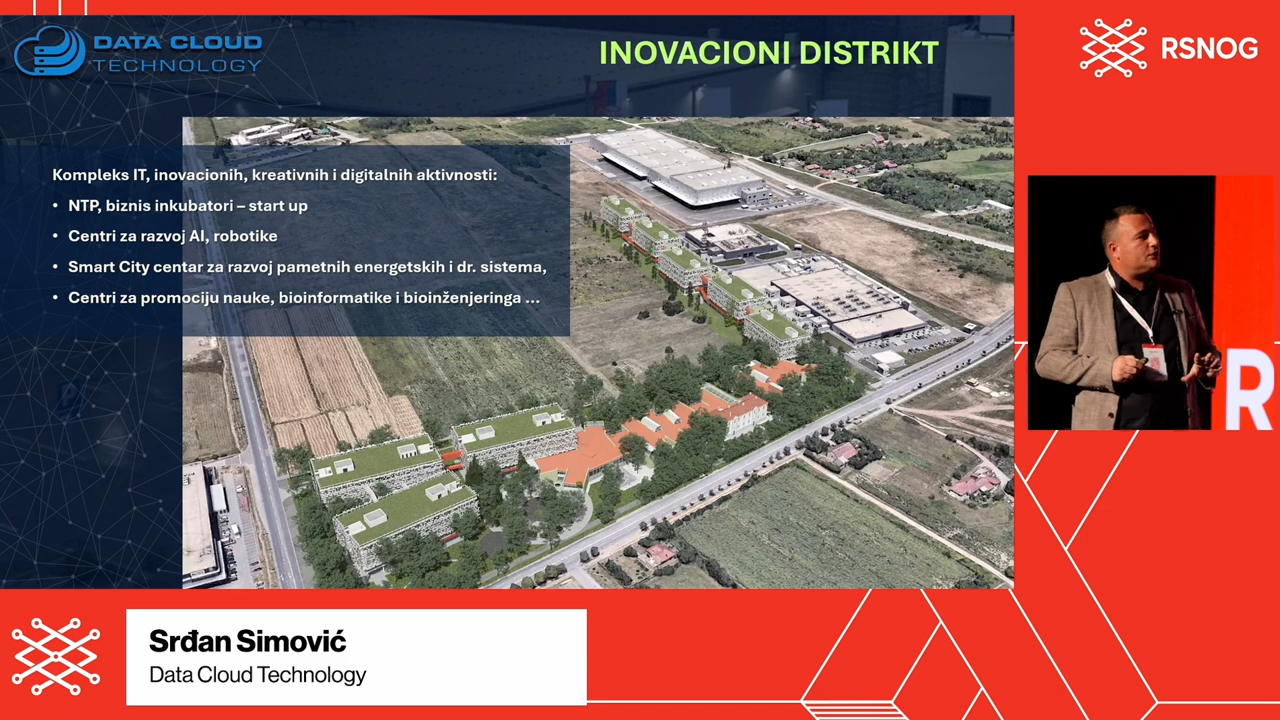 DATA CLOUD
TECHNOLOGY
INOVACIONI DISTRIKT
RSNOG
Kompleks IT, inovacionih, kreativnih i digitalnih aktivnosti:
• NTP, biznis inkubatori – start up
• Centri za razvoj AI, robotike
• Smart City centar za razvoj pametnih energetskih i dr. sistema,
• Centri za promociju nauke, bioinformatike i bioinženjeringa ...
R
Srđan Simović
Data Cloud Technology